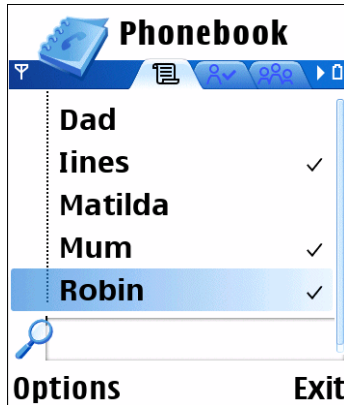 Phonebook
Dad
Iines
Matilda
Mum
Robin
Options Exit